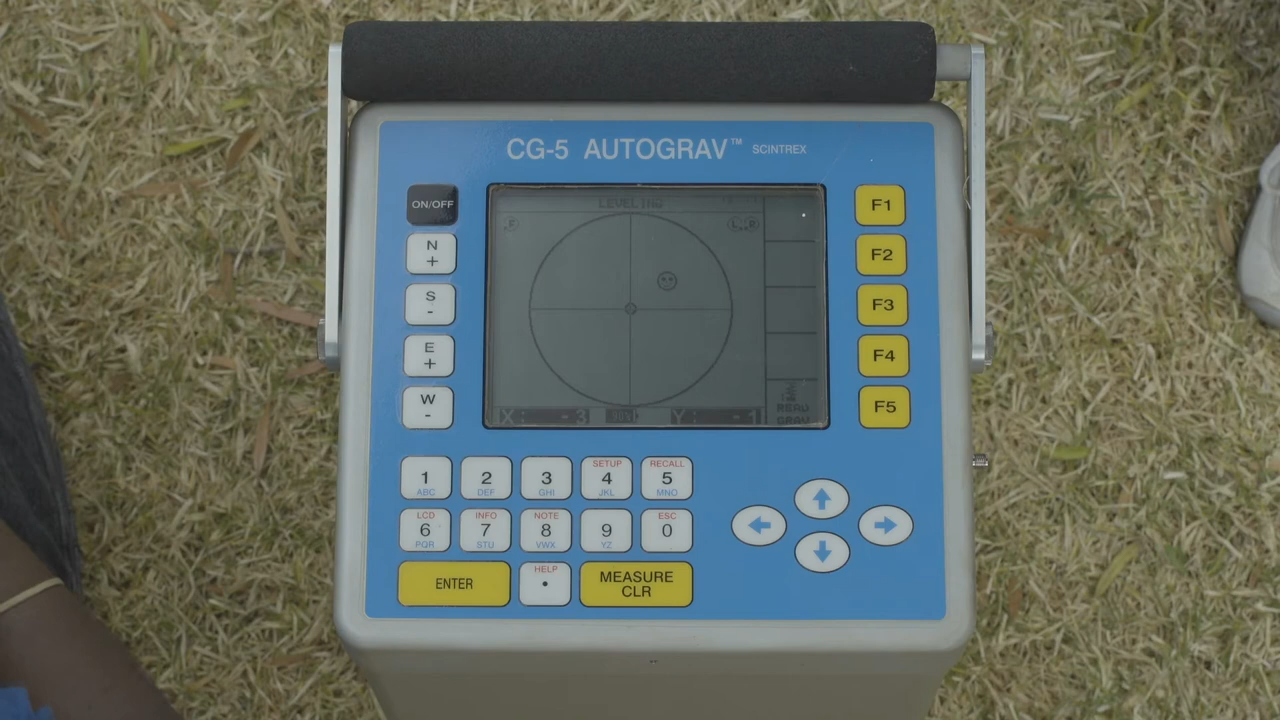 CG-5 AUTOGRAV™ SCINTREX
ON/OFF
N
+
S
-
E
+
W
-
X: -3
Y: -1
READ
GRAV
F1
F2
F3
F4
F5
1
ABC
2
DEF
3
GHI
SETUP
4
JKL
RECALL
5
MNO
LCD
6
PQR
INFO
7
STU
NOTE
8
VWX
9
YZ
ESC
0
ENTER
HELP
.
MEASURE
CLR